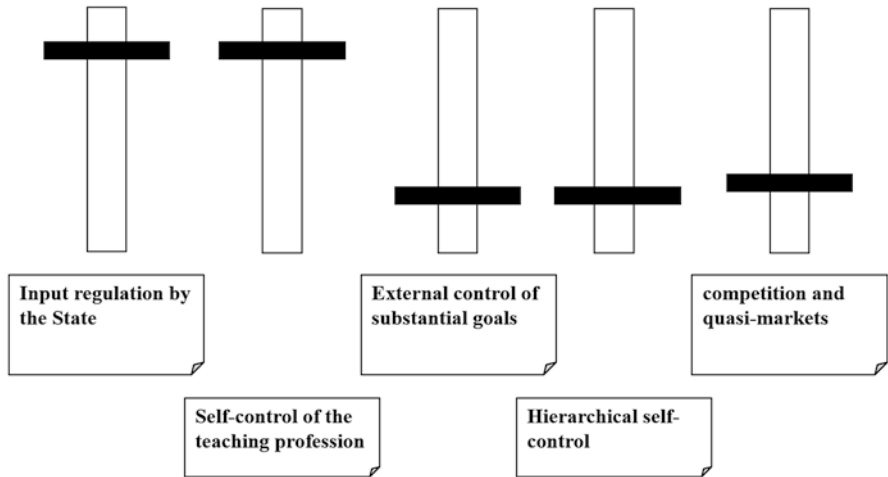 Input regulation by
the State
External control of
substantial goals
competition and
quasi-markets
Self-control of the
teaching profession
Hierarchical self-
control